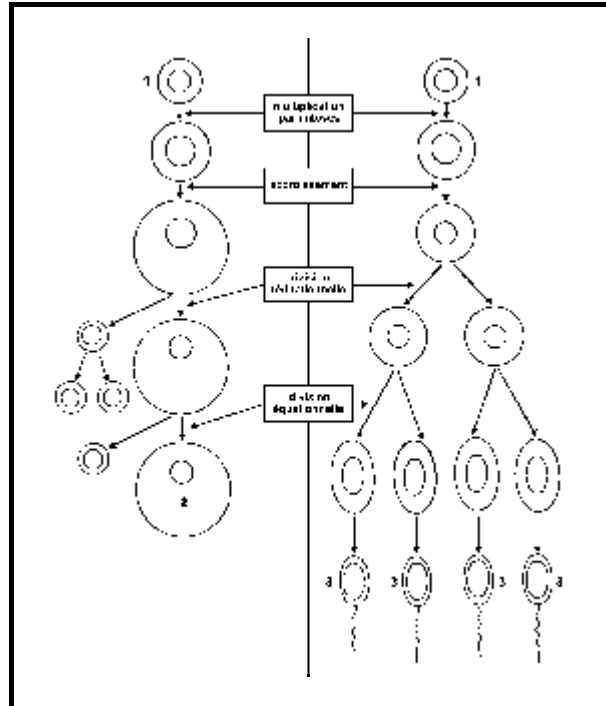 1 1
multiplication
par mitoses
accroissement
division
réductionnelle
division
équationnelle
2
3 3 3 3